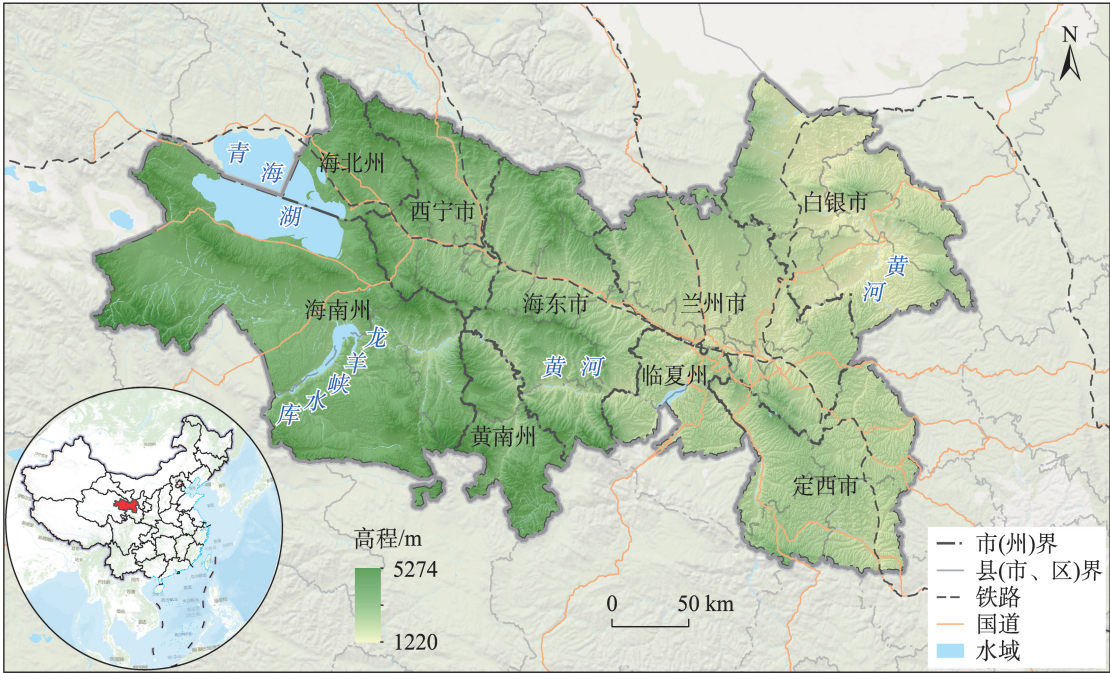 N
青海湖
海北州
西宁市
白银市
黄河
海南州
海东市
兰州市
龙羊峡水库
黄河
临夏州
黄南州
定西市
高程/m
5274
1220
0 50 km
市(州)界
县(市、区)界
铁路
国道
水域